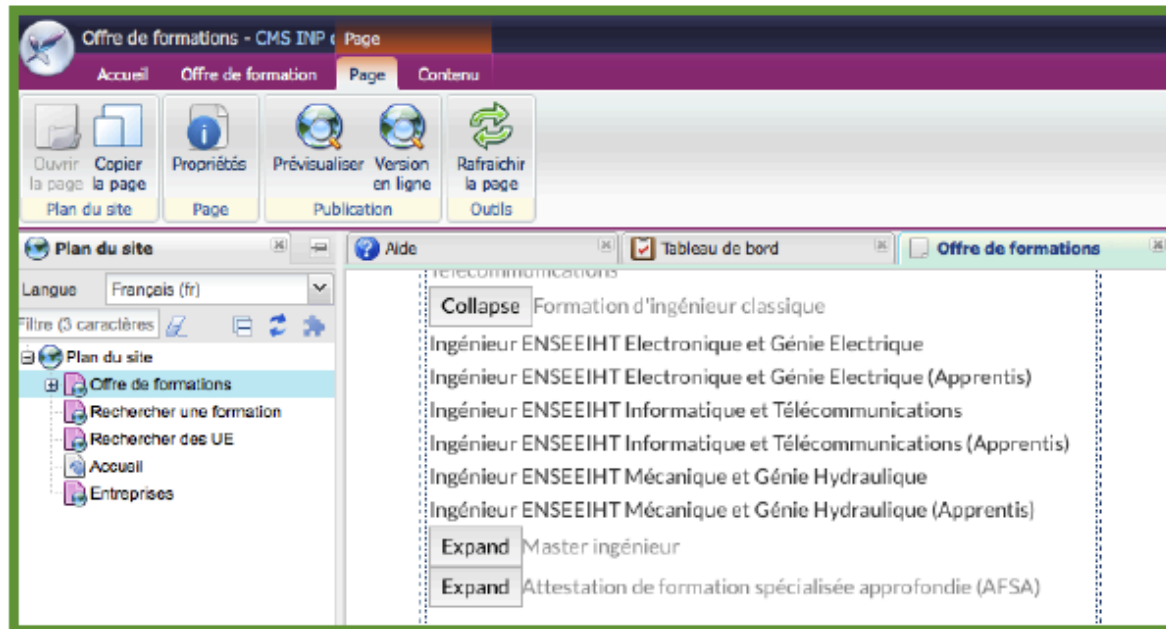 Offre de formations - CMS INP
Page
Accueil Offre de formation Page Contenu
Ouvrir la page
Copier la page
Propriétés
Prévisualiser
Version en ligne
Rafraichir la page
Plan du site Page Publication Outils
Plan du site
Aide
Tableau de bord
Offre de formations
Langue Français (fr)
Filtre (3 caractères
Plan du site
Offre de formations
Rechercher une formation
Rechercher des UE
Accueil
Entreprises
Télécommunications
Collapse Formation d'ingénieur classique
Ingénieur ENSEEIHT Electronique et Génie Electrique
Ingénieur ENSEEIHT Electronique et Génie Electrique (Apprentis)
Ingénieur ENSEEIHT Informatique et Télécommunications
Ingénieur ENSEEIHT Informatique et Télécommunications (Apprentis)
Ingénieur ENSEEIHT Mécanique et Génie Hydraulique
Ingénieur ENSEEIHT Mécanique et Génie Hydraulique (Apprentis)
Expand Master ingénieur
Expand Attestation de formation spécialisée approfondie (AFSA)